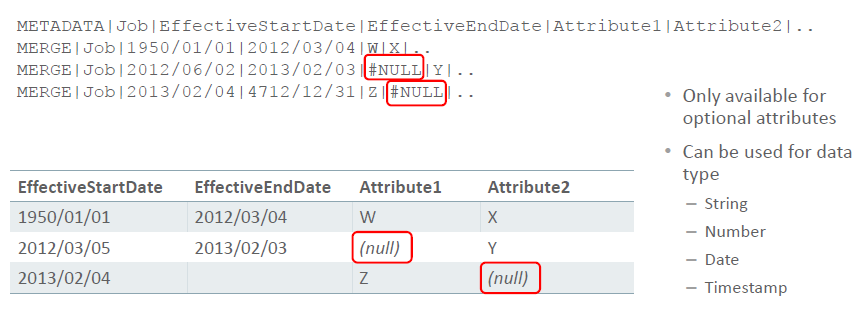 METADATA|Job|EffectiveStartDate|EffectiveEndDate|Attribute1|Attribute2|..
MERGE|Job|1950/01/01|2012/03/04|W|X|..
MERGE|Job|2012/06/02|2013/02/03|#NULL|Y|..
MERGE|Job|2013/02/04|4712/12/31|Z|#NULL|..
• Only available for
optional attributes
• Can be used for data
type
– String
– Number
– Date
– Timestamp
EffectiveStartDate EffectiveEndDate Attribute1 Attribute2
1950/01/01 2012/03/04 W X
2012/03/05 2013/02/03 (null) Y
2013/02/04 Z (null)